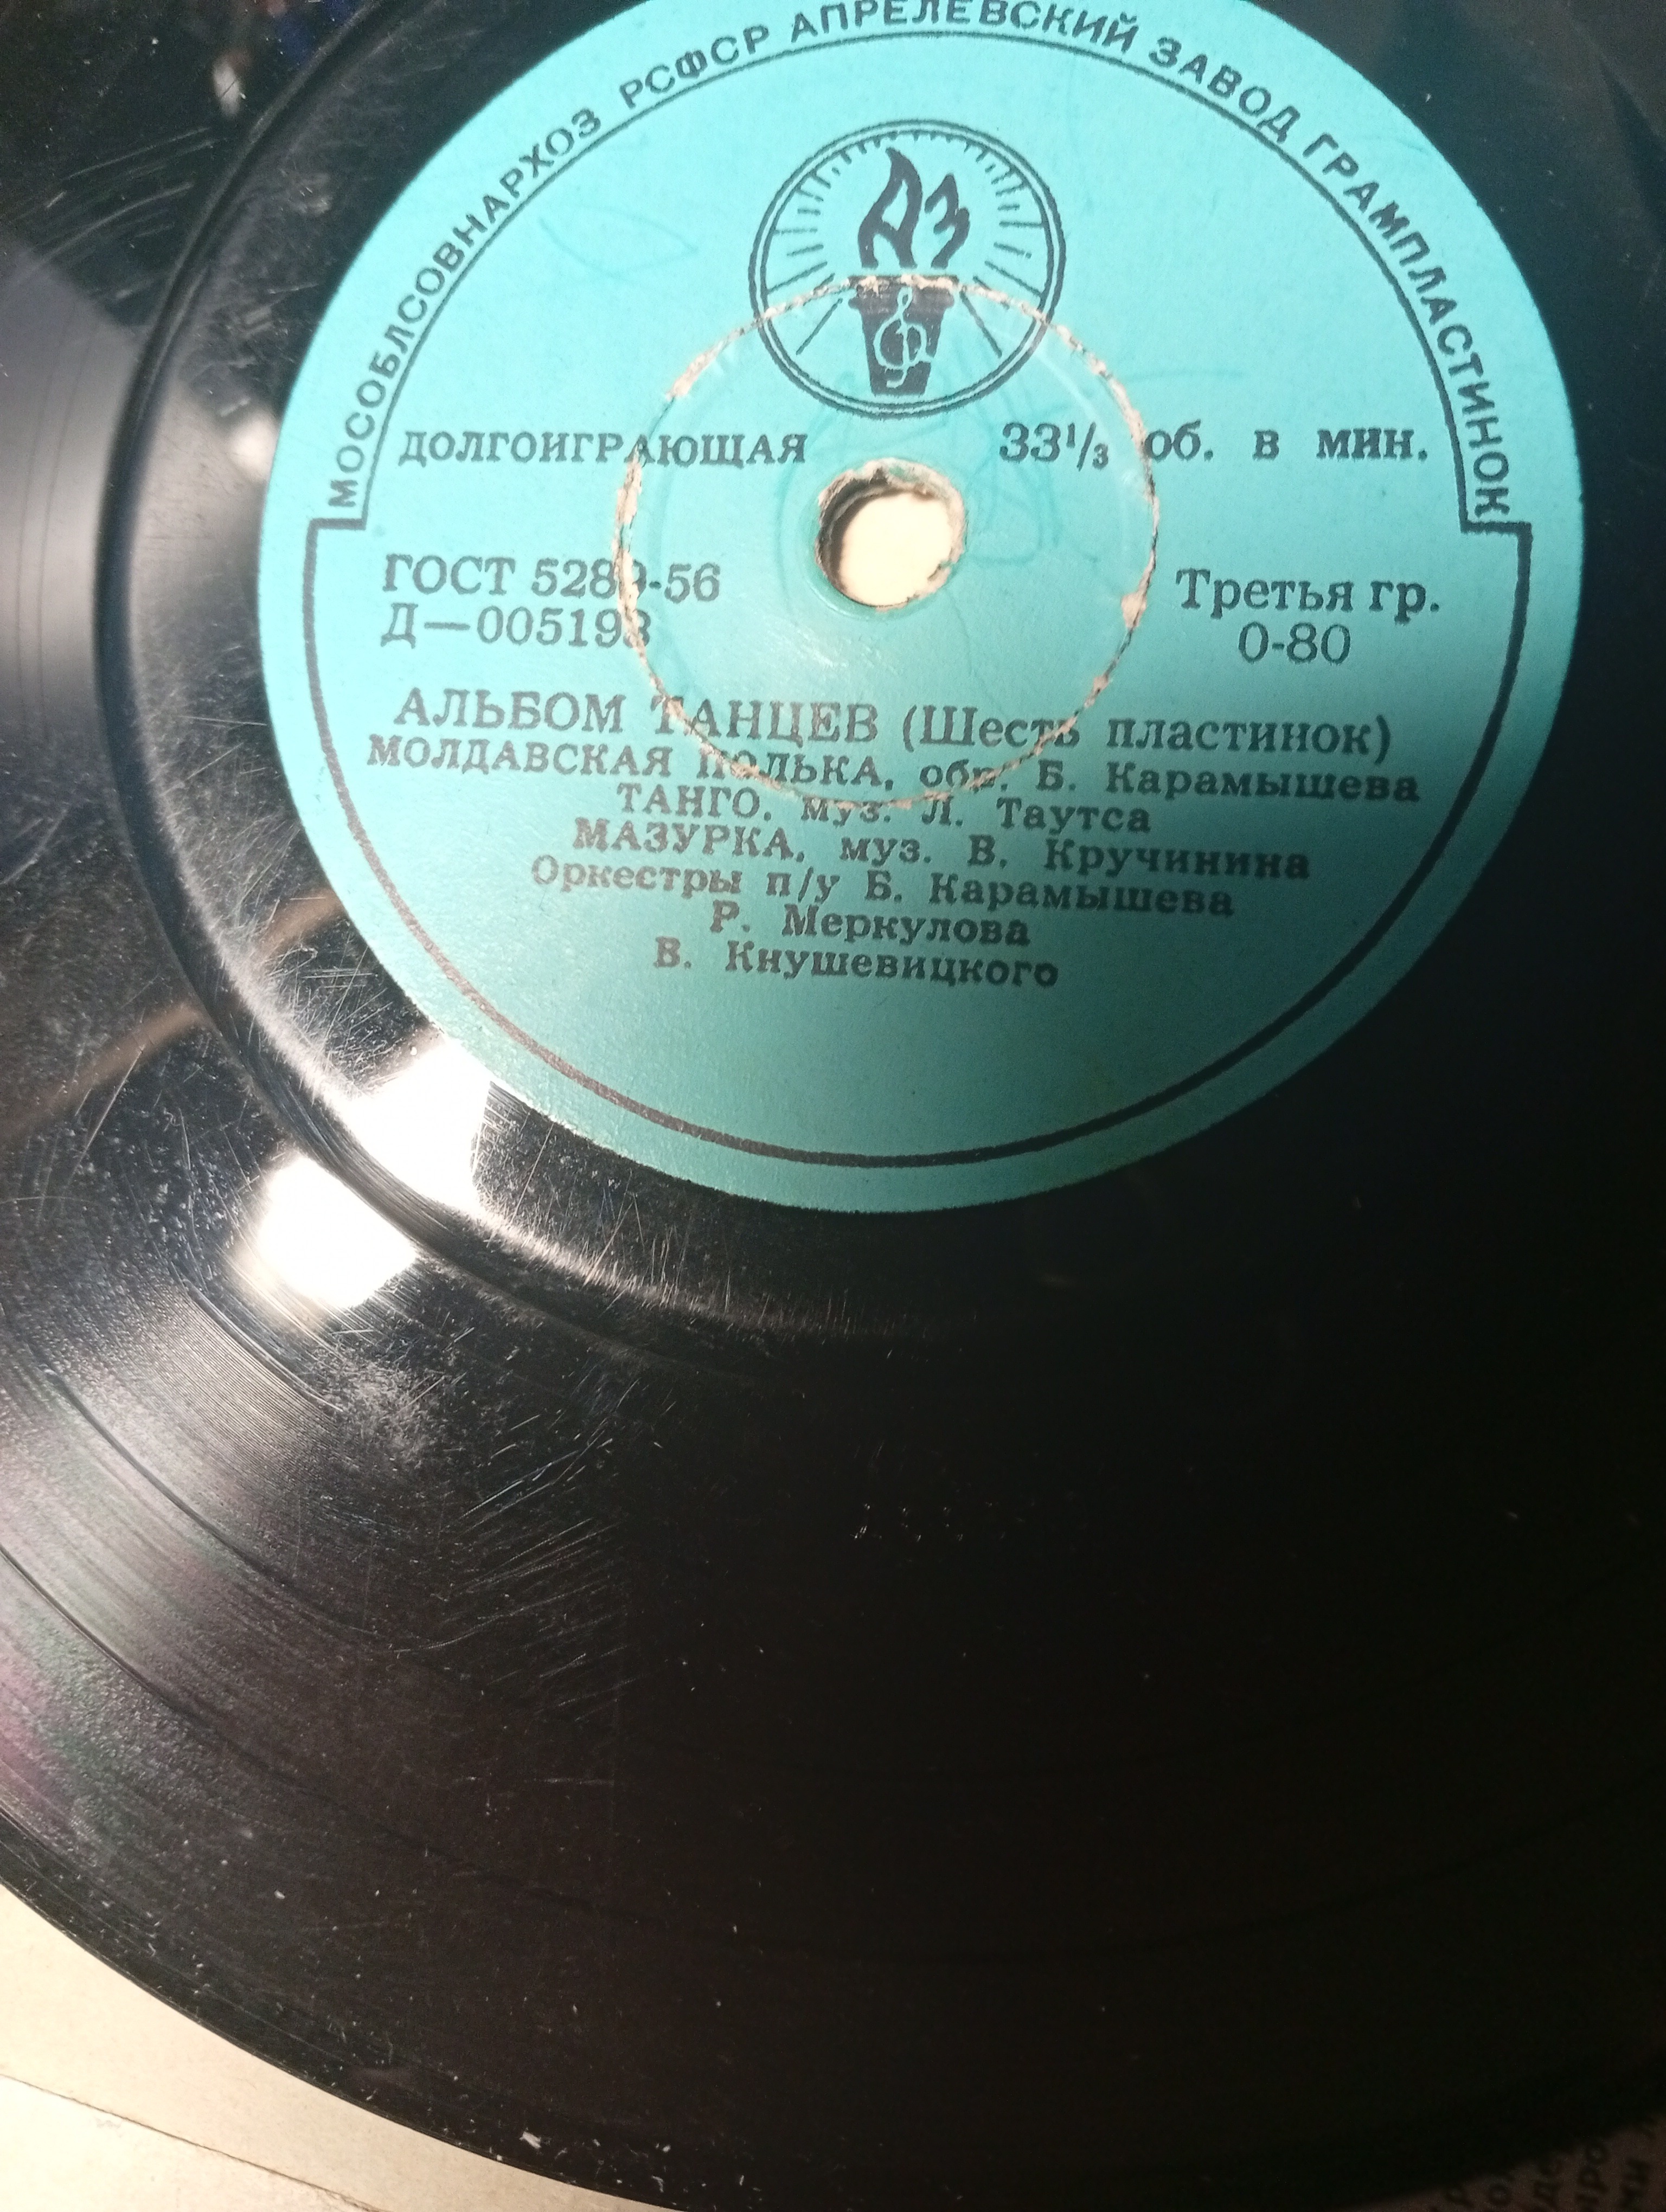 МОСОБЛСОВНАРХОЗ РСФСР АПРЕЛЕВСКИЙ ЗАВОД ГРАМПЛАСТИНОК
АЗ
ДОЛГОИГРАЮЩАЯ 33⅓ об. в мин.
ГОСТ 5289-56 Третья гр.
Д—005193 0-80
АЛЬБОМ ТАНЦЕВ (Шесть пластинок)
МОЛДАВСКАЯ ПОЛЬКА, обр. Б. Карамышева
ТАНГО, муз. Л. Таутса
МАЗУРКА, муз. В. Кручинина
Оркестры п/у Б. Карамышева
Р. Меркулова
В. Кнушевицкого